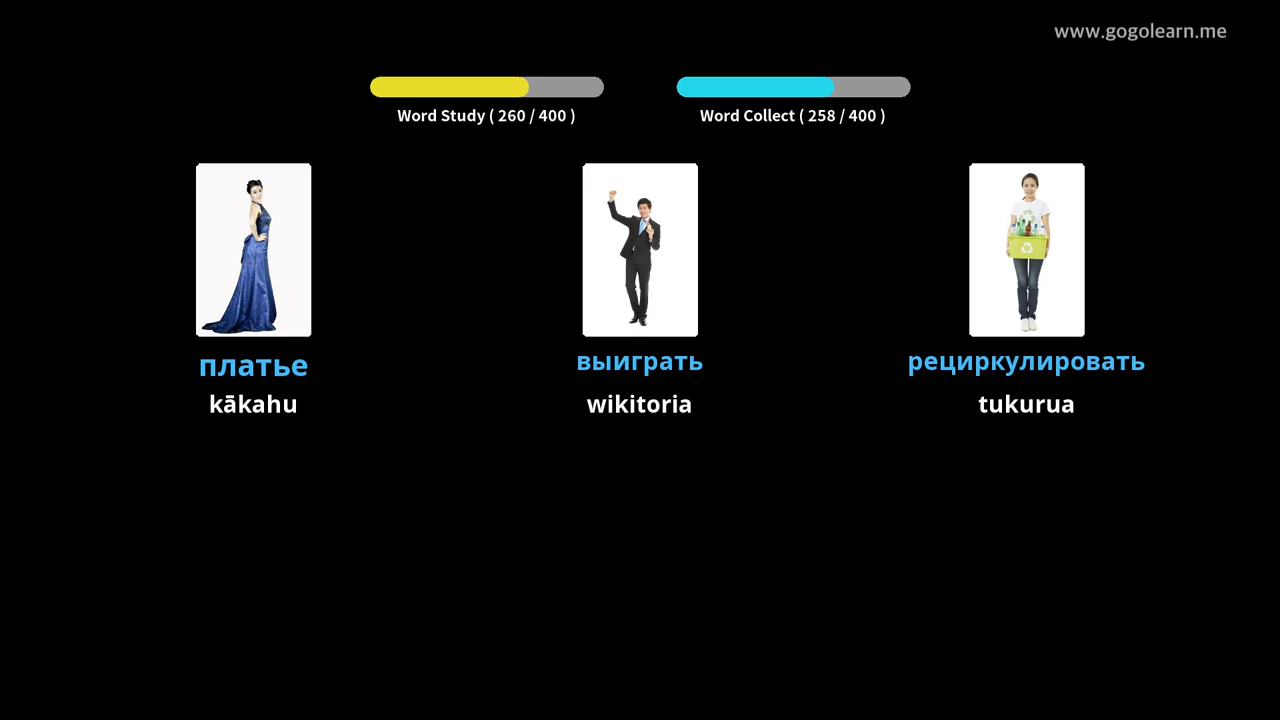 www.gogolearn.me
Word Study ( 260 / 400 )
Word Collect ( 258 / 400 )
платье
выиграть
рециркулировать
kākahu
wikitoria
tukurua